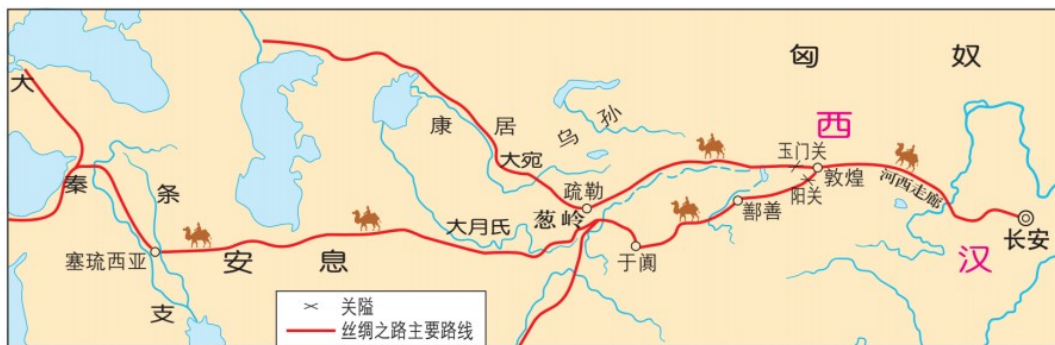 匈奴
西
大
康居
乌孙
玉门关
大宛
敦煌
河西走廊
秦
条
疏勒
阳关
葱岭
鄯善
大月氏
长安
塞琉西亚
安息
于阗
汉
支
关隘
丝绸之路主要路线